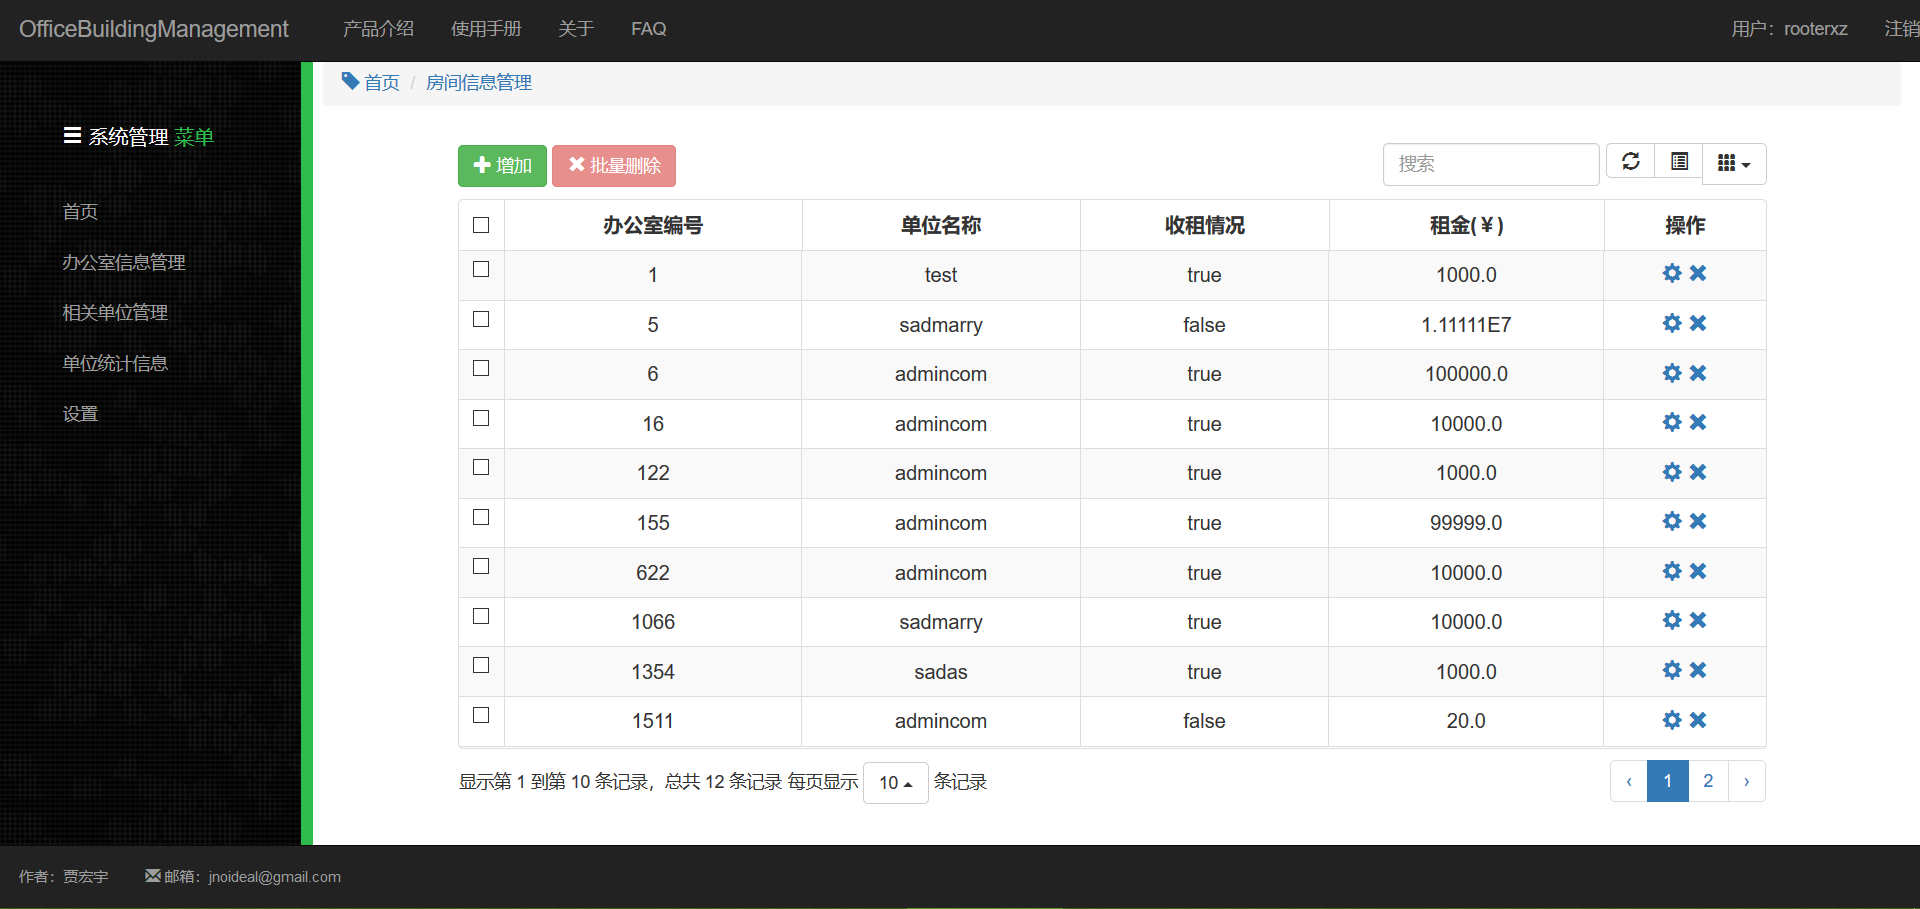 OfficeBuildingManagement 产品介绍 使用手册 关于 FAQ 用户：rooterxz 注销
首页 / 房间信息管理
系统管理 菜单
首页
办公室信息管理
相关单位管理
单位统计信息
设置
增加 批量删除 搜索
办公室编号 单位名称 收租情况 租金(￥) 操作
1 test true 1000.0
5 sadmarry false 1.11111E7
6 admincom true 100000.0
16 admincom true 10000.0
122 admincom true 1000.0
155 admincom true 99999.0
622 admincom true 10000.0
1066 sadmarry true 10000.0
1354 sadas true 1000.0
1511 admincom false 20.0
显示第 1 到第 10 条记录，总共 12 条记录 每页显示 10 条记录 ‹ 1 2 ›
作者：贾宏宇 邮箱：jnoideal@gmail.com